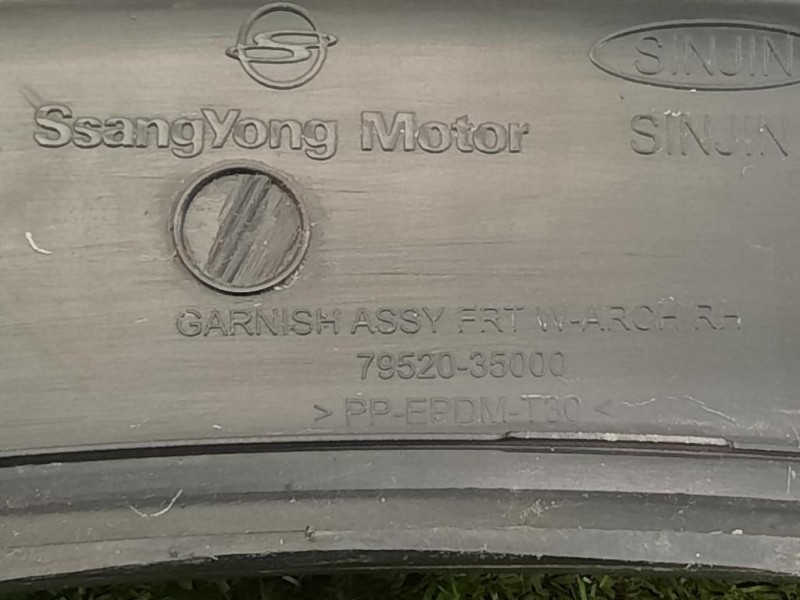 SINJIN
SsangYong Motor
SINJIN
GARNISH ASSY FRT W-ARCH RH
79520-35000
> PP-EPDM-T30 <